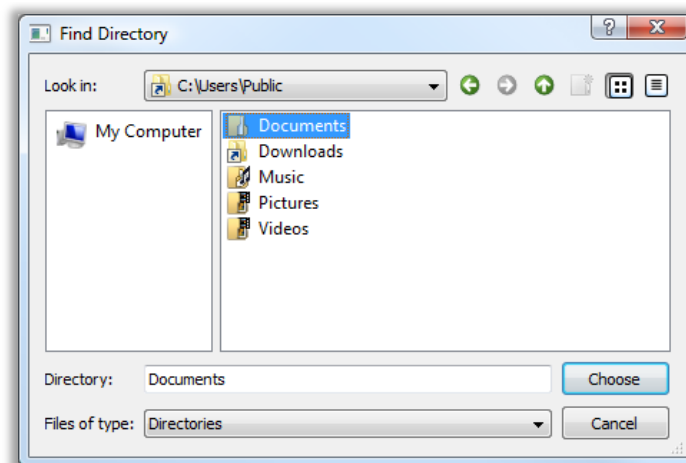 Find Directory
Look in: C:\Users\Public
My Computer
Documents
Downloads
Music
Pictures
Videos
Directory: Documents Choose
Files of type: Directories Cancel